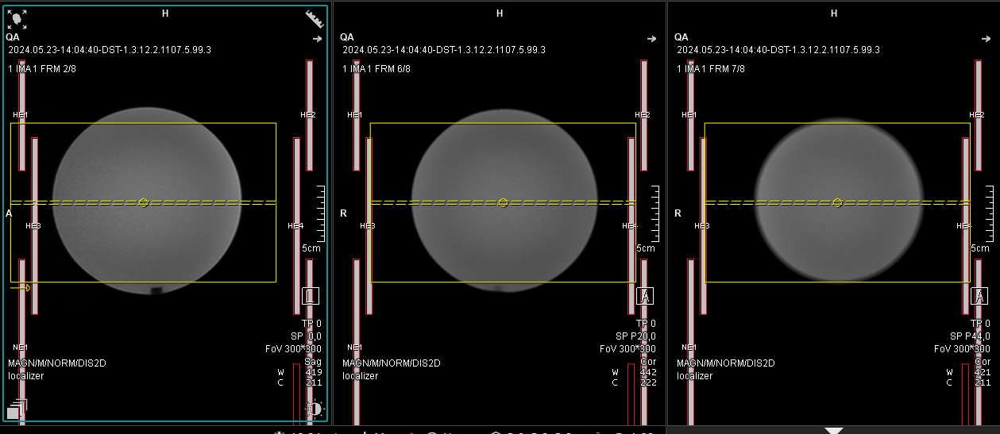 H
QA
2024.05.23-14:04:40-DST-1.3.12.2.1107.5.99.3
1 IMA 1 FRM 2/8
HE1
HE2
A
HE3
HE4
5cm
L
TP 0
SP 0,0
FoV 300*300
NE1
Sag
MAGN/M/NORM/DIS2D
W 419
localizer
C 211
H
QA
2024.05.23-14:04:40-DST-1.3.12.2.1107.5.99.3
1 IMA 1 FRM 6/8
HE1
HE2
R
HE3
HE4
5cm
A
TP 0
SP P20,0
FoV 300*300
NE1
Cor
MAGN/M/NORM/DIS2D
W 442
localizer
C 222
H
QA
2024.05.23-14:04:40-DST-1.3.12.2.1107.5.99.3
1 IMA 1 FRM 7/8
HE1
HE2
R
HE3
HE4
5cm
A
TP 0
SP P44,0
FoV 300*300
NE1
Cor
MAGN/M/NORM/DIS2D
W 421
localizer
C 211